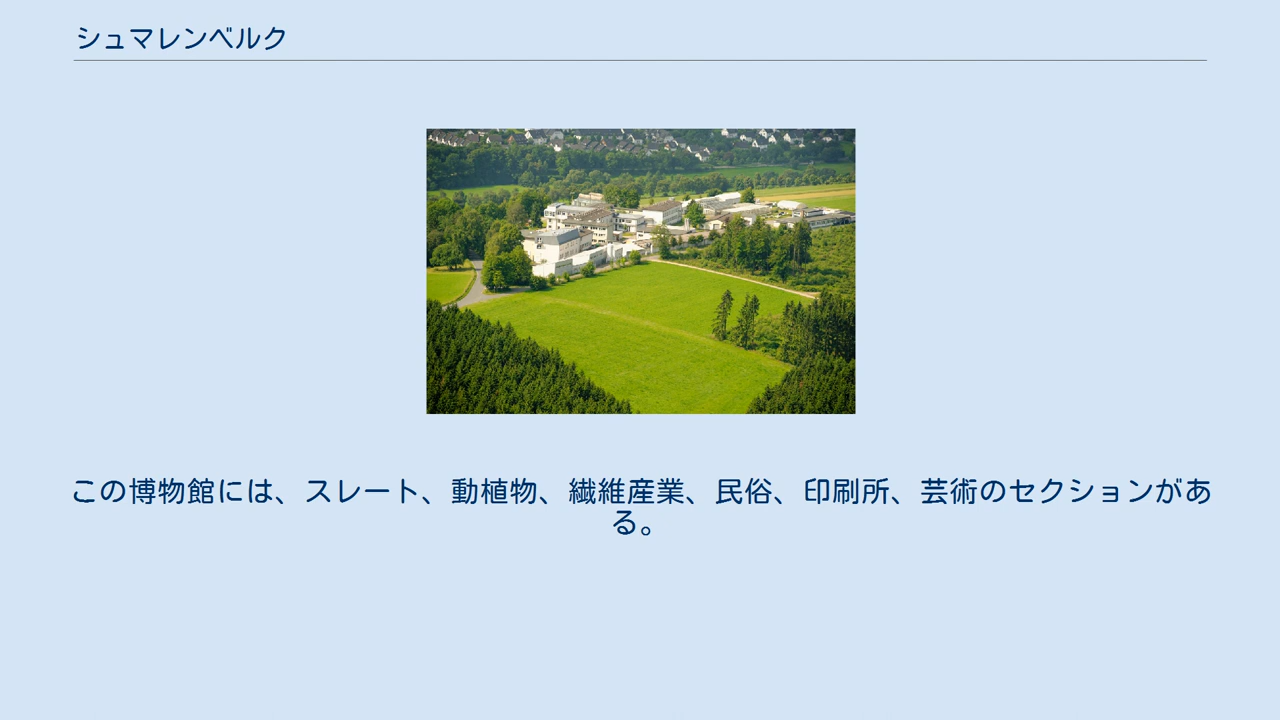 シュマレンベルク
この博物館には、スレート、動植物、繊維産業、民俗、印刷所、芸術のセクションがあ
る。